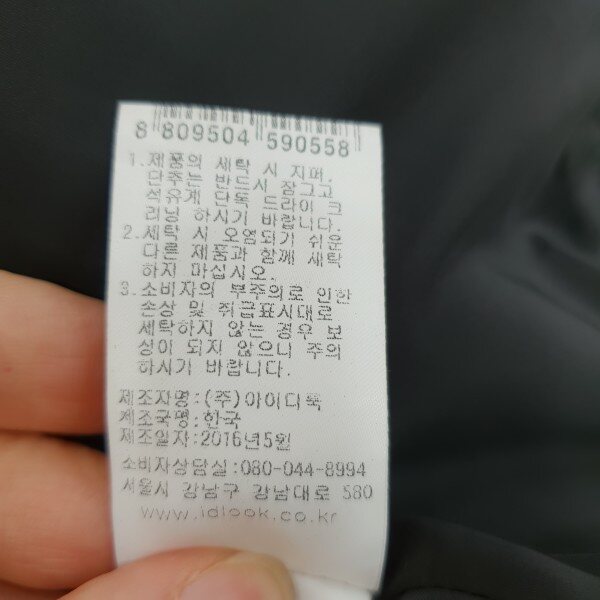 8 809504 590558
1.제품의 세탁 시 지퍼,
단추는 반드시 잠그고
석유계 단독 드라이 크
리닝 하시기 바랍니다.
2.세탁 시 오염되기 쉬운
다른 제품과 함께 세탁
하지 마십시오.
3.소비자의 부주의로 인한
손상 및 취급표시대로
세탁하지 않는 경우 보
성이 되지 않으니 주의
하시기 바랍니다.
제조자명:(주)아이디룩
제조국명:한국
제조일자:2016년5월
소비자상담실:080-044-8994
서울시 강남구 강남대로 580
www.idlook.co.kr